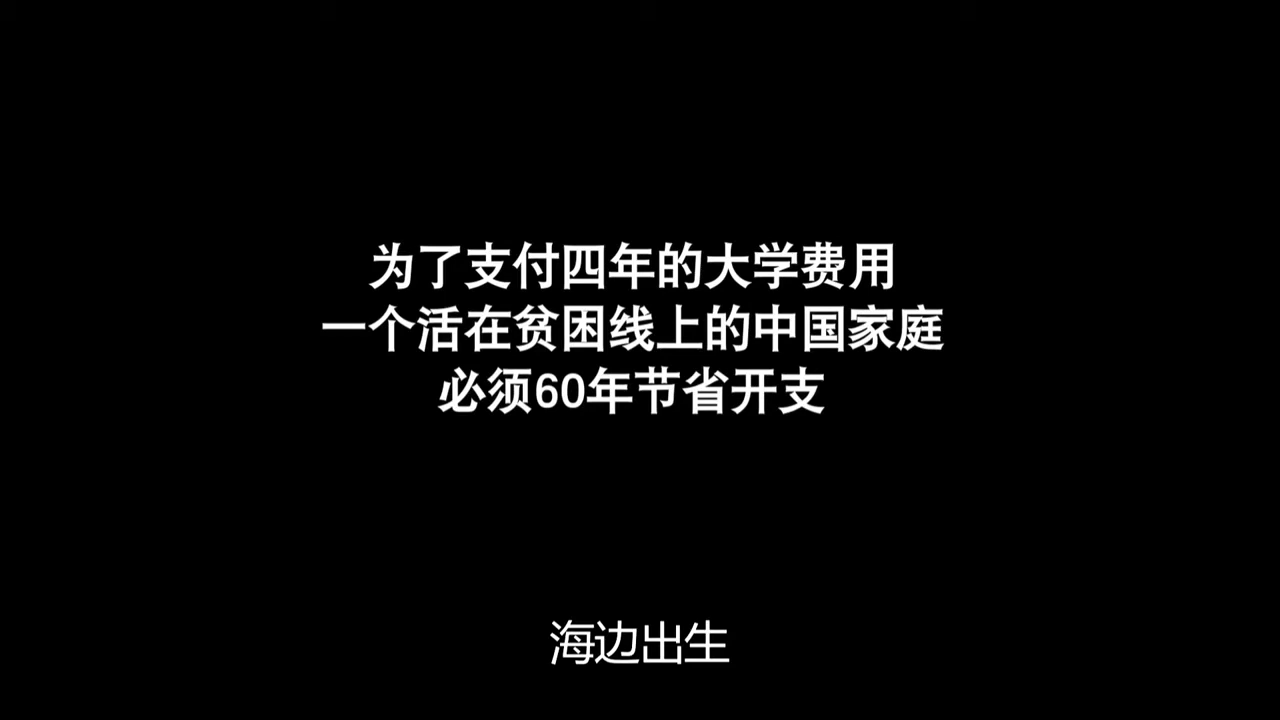 为了支付四年的大学费用
一个活在贫困线上的中国家庭
必须60年节省开支
海边出生